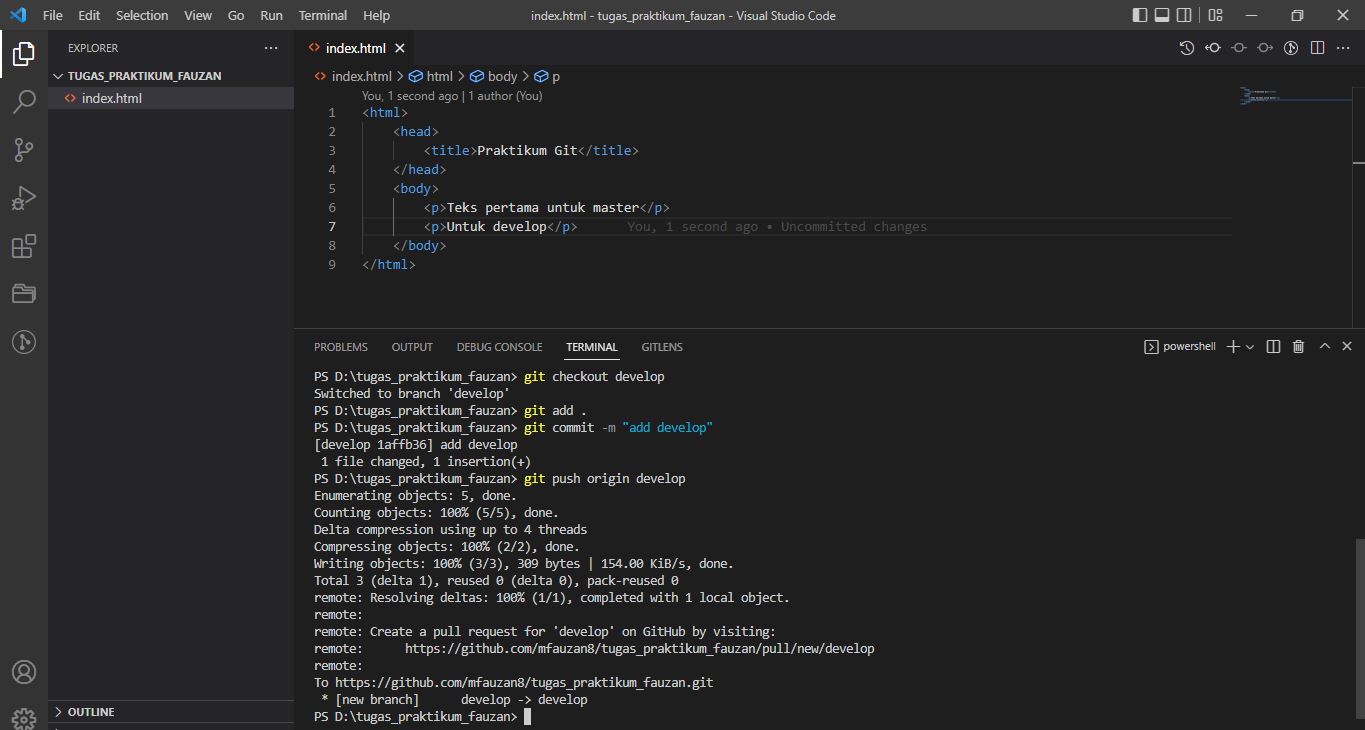 File Edit Selection View Go Run Terminal Help index.html - tugas_praktikum_fauzan - Visual Studio Code
EXPLORER
TUGAS_PRAKTIKUM_FAUZAN
index.html
OUTLINE
index.html
index.html > html > body > p
You, 1 second ago | 1 author (You)
1 <html>
2 <head>
3 <title>Praktikum Git</title>
4 </head>
5 <body>
6 <p>Teks pertama untuk master</p>
7 <p>Untuk develop</p> You, 1 second ago • Uncommitted changes
8 </body>
9 </html>
PROBLEMS OUTPUT DEBUG CONSOLE TERMINAL GITLENS powershell
PS D:\tugas_praktikum_fauzan> git checkout develop
Switched to branch 'develop'
PS D:\tugas_praktikum_fauzan> git add .
PS D:\tugas_praktikum_fauzan> git commit -m "add develop"
[develop 1affb36] add develop
1 file changed, 1 insertion(+)
PS D:\tugas_praktikum_fauzan> git push origin develop
Enumerating objects: 5, done.
Counting objects: 100% (5/5), done.
Delta compression using up to 4 threads
Compressing objects: 100% (2/2), done.
Writing objects: 100% (3/3), 309 bytes | 154.00 KiB/s, done.
Total 3 (delta 1), reused 0 (delta 0), pack-reused 0
remote: Resolving deltas: 100% (1/1), completed with 1 local object.
remote:
remote: Create a pull request for 'develop' on GitHub by visiting:
remote: https://github.com/mfauzan8/tugas_praktikum_fauzan/pull/new/develop
remote:
To https://github.com/mfauzan8/tugas_praktikum_fauzan.git
* [new branch] develop -> develop
PS D:\tugas_praktikum_fauzan>